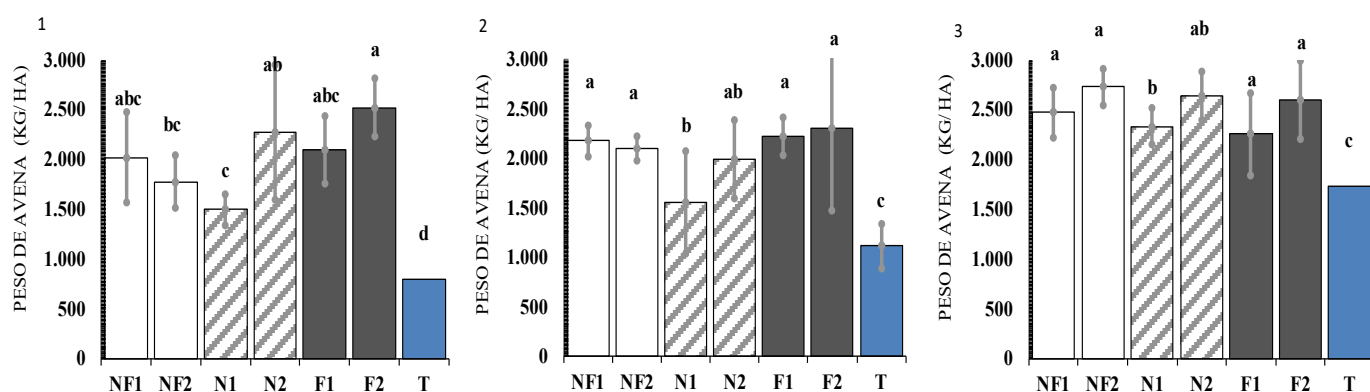 1
PESO DE AVENA (KG/ HA)
3.000
2.500
2.000
1.500
1.000
500
0
abc
bc
c
ab
abc
a
d
NF1 NF2 N1 N2 F1 F2 T
2
PESO DE AVENA (KG/ HA)
3.000
2.500
2.000
1.500
1.000
500
0.000
a
a
b
ab
a
a
c
NF1 NF2 N1 N2 F1 F2 T
3
PESO DE AVENA (KG/ HA)
3.000
2.500
2.000
1.500
1.000
500
0.000
a
a
b
ab
a
a
c
NF1 NF2 N1 N2 F1 F2 T